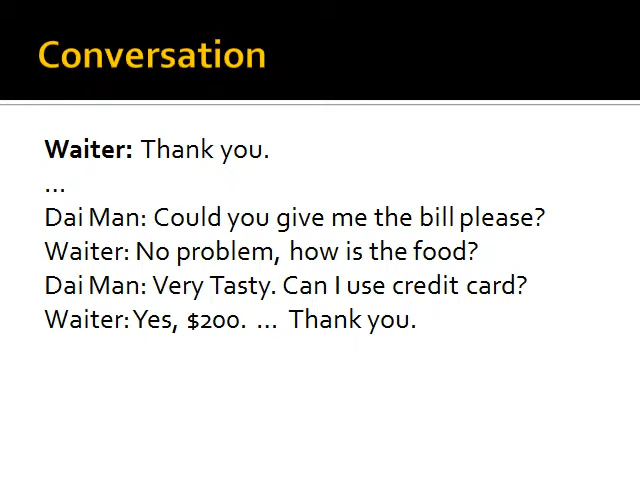 Conversation
Waiter: Thank you.
...
Dai Man: Could you give me the bill please?
Waiter: No problem, how is the food?
Dai Man: Very Tasty. Can I use credit card?
Waiter: Yes, $200. ... Thank you.